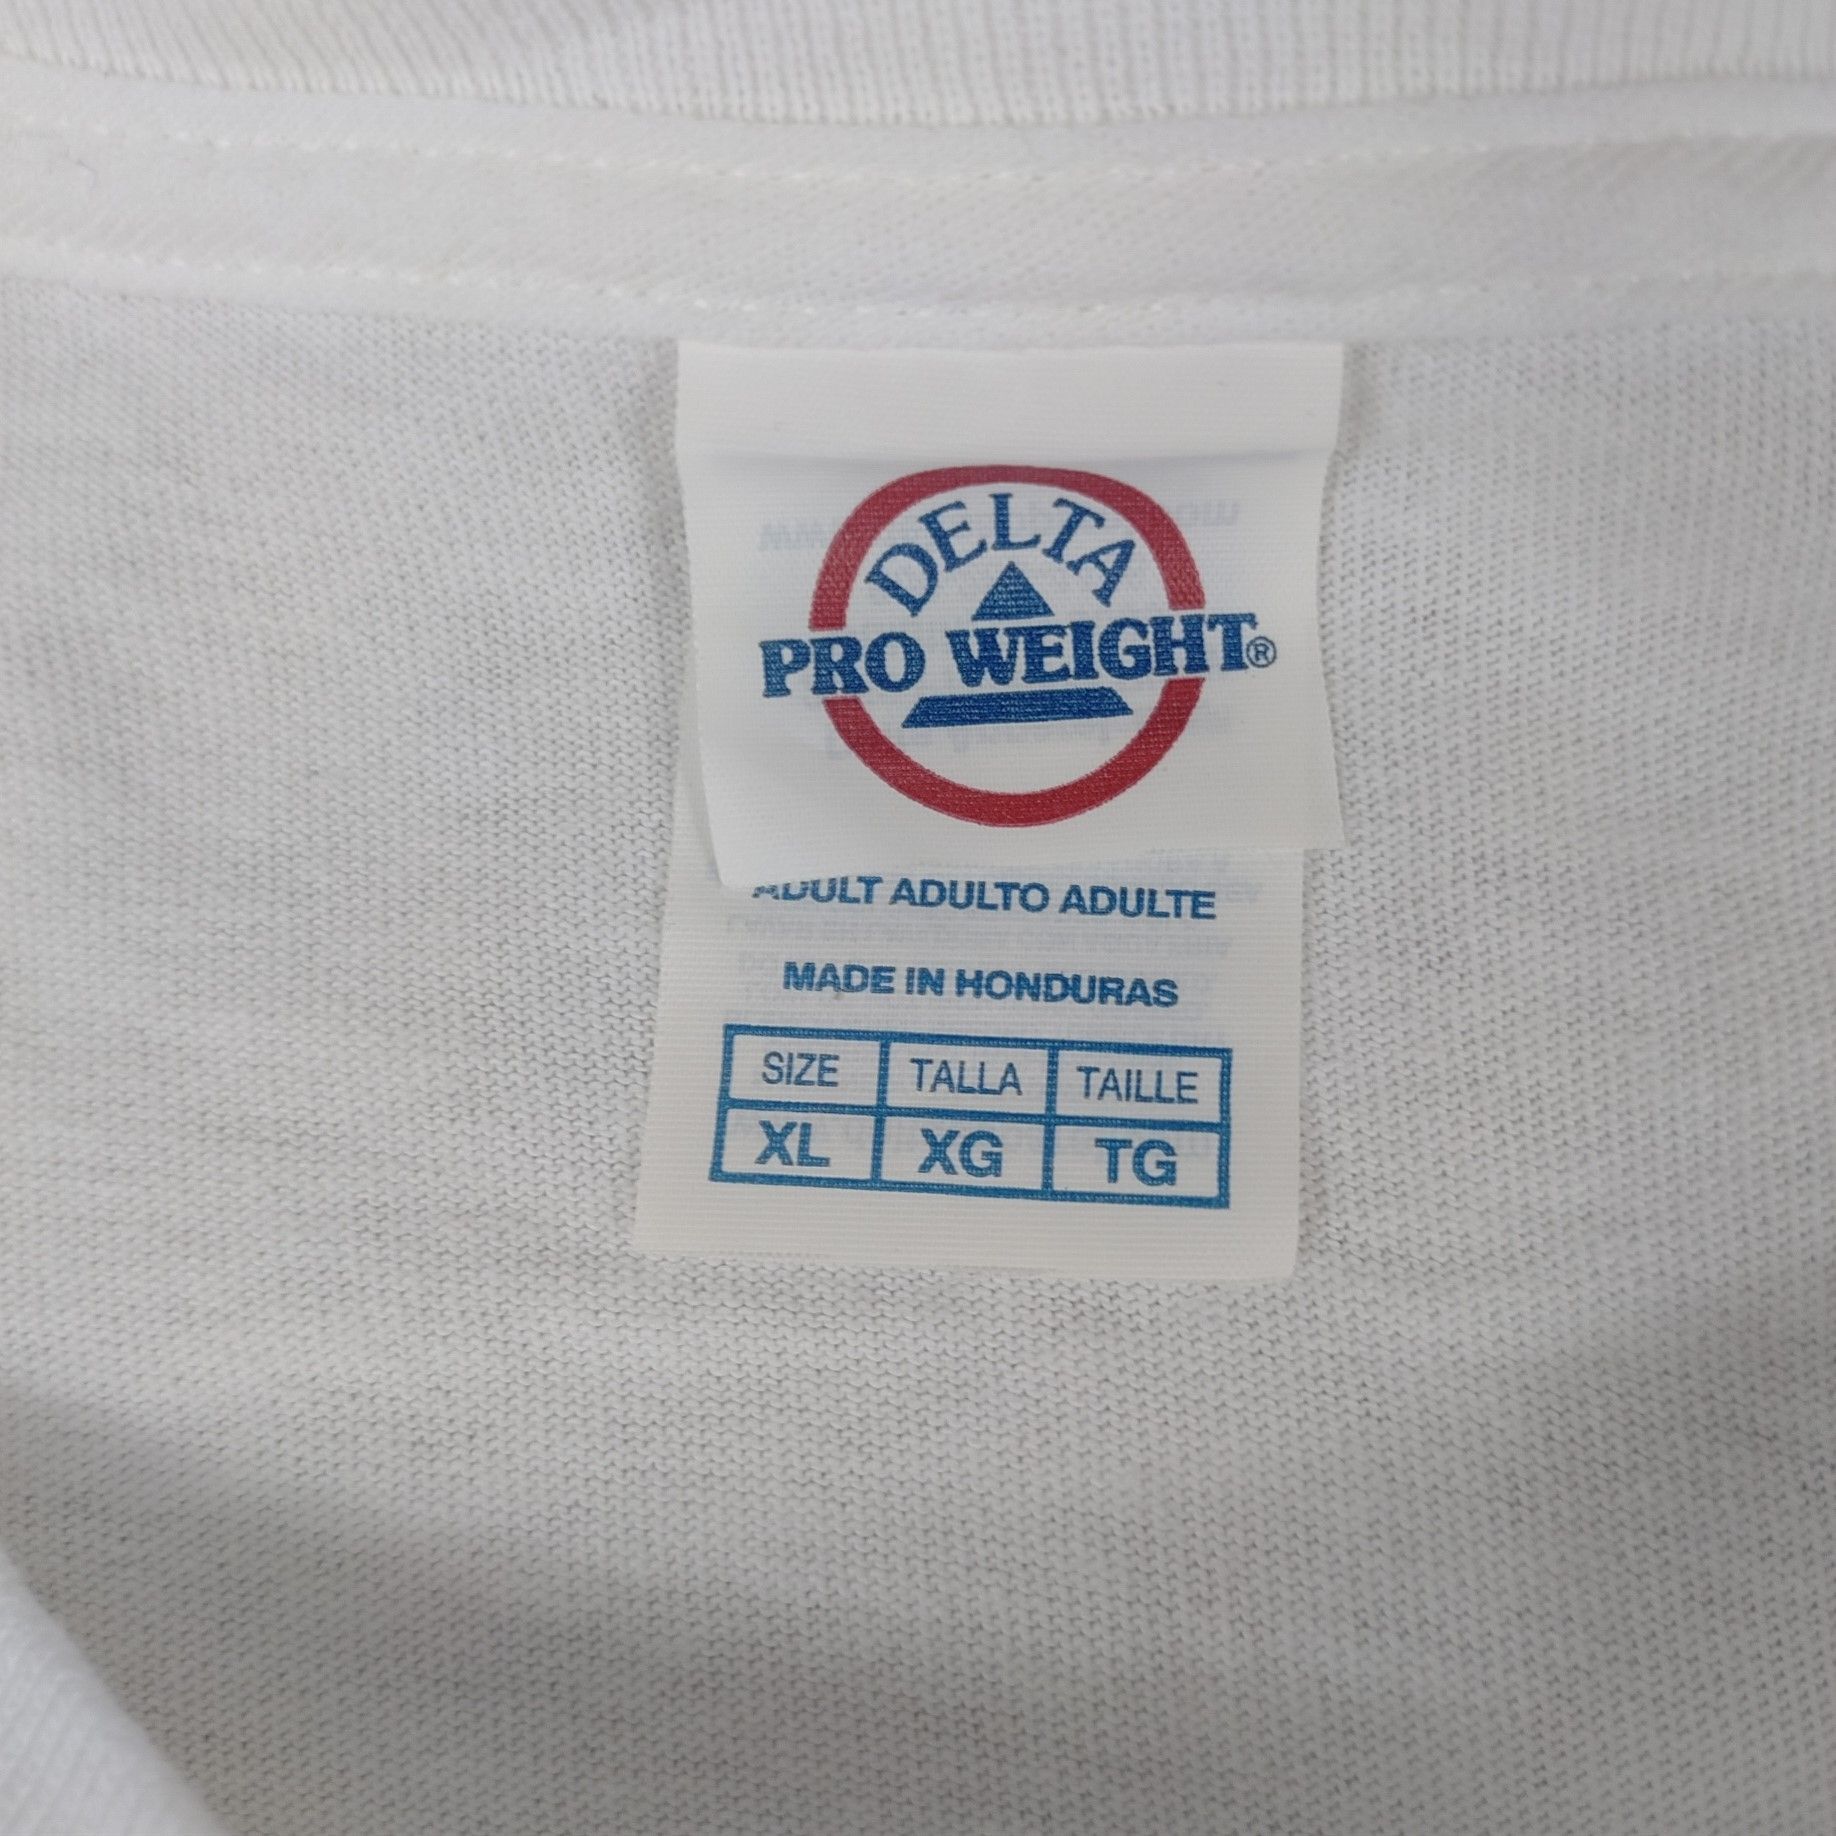 DELTA
PRO WEIGHT®
ADULT ADULTO ADULTE
MADE IN HONDURAS
SIZE TALLA TAILLE
XL XG TG